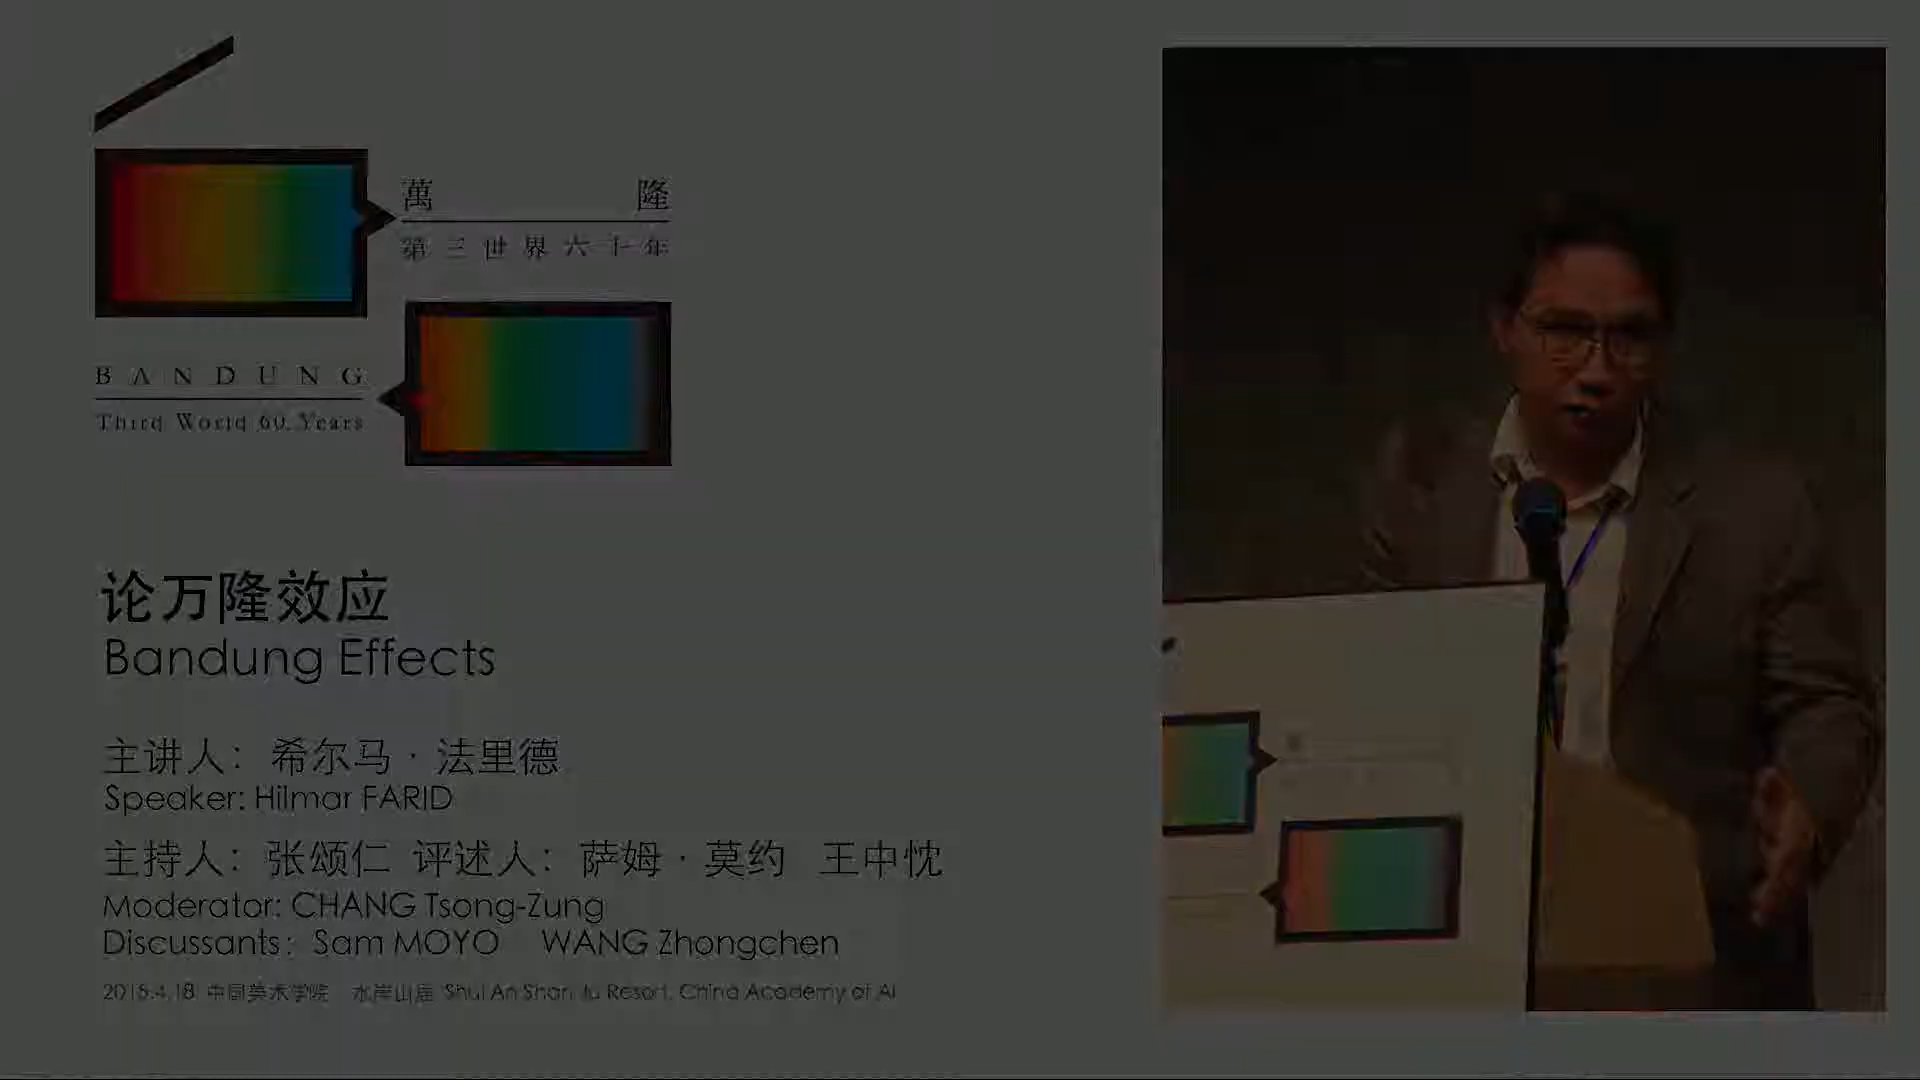 萬 隆
第三世界六十年
BANDUNG
Third World 60 Years
论万隆效应
Bandung Effects
主讲人：希尔马·法里德
Speaker: Hilmar FARID
主持人：张颂仁 评述人：萨姆·莫约 王中忱
Moderator: CHANG Tsong-Zung
Discussants: Sam MOYO WANG Zhongchen
2015.4.18 中国美术学院 水岸山居 Shui An Shan Ju Resort, China Academy of